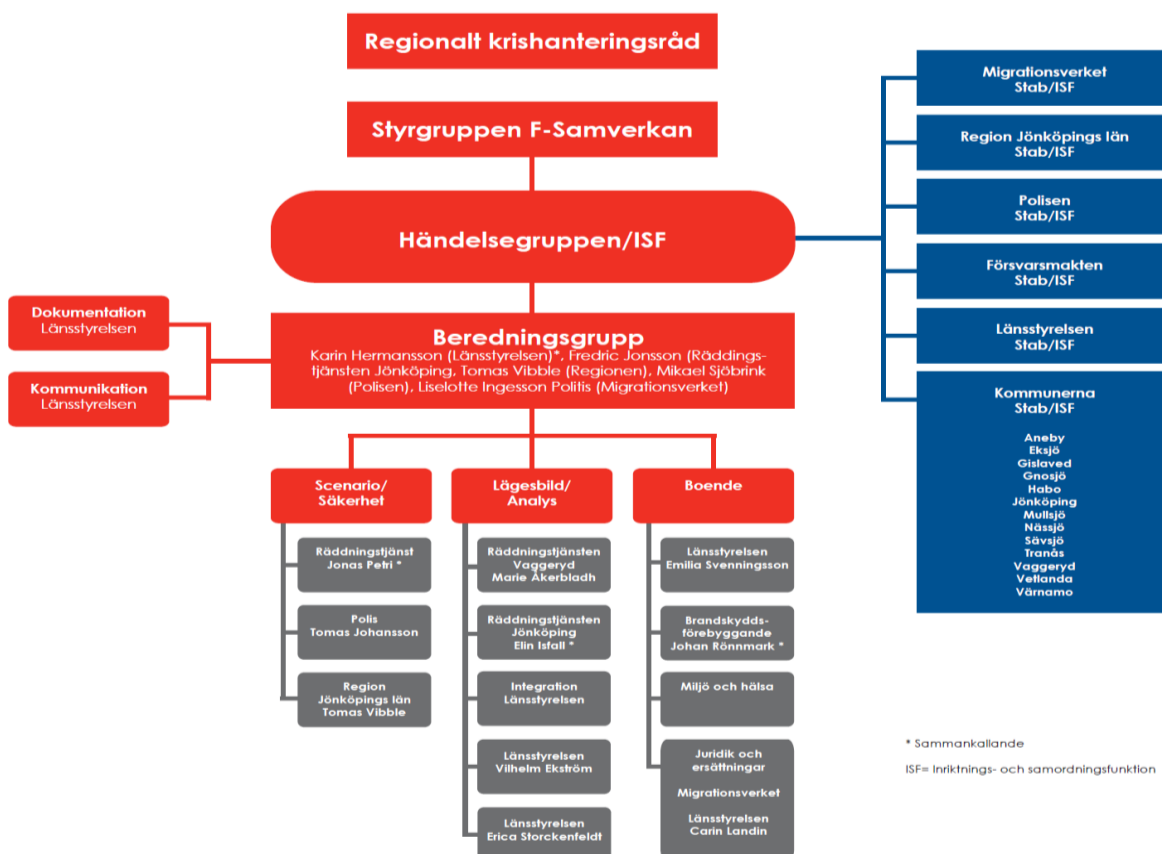 Regionalt krishanteringsråd
Styrgruppen F-Samverkan
Händelsegruppen/ISF
Migrationsverket
Stab/ISF
Region Jönköpings län
Stab/ISF
Polisen
Stab/ISF
Försvarsmakten
Stab/ISF
Länsstyrelsen
Stab/ISF
Kommunerna
Stab/ISF
Aneby
Eksjö
Gislaved
Gnosjö
Habo
Jönköping
Mullsjö
Nässjö
Sävsjö
Tranås
Vaggeryd
Vetlanda
Värnamo
Dokumentation
Länsstyrelsen
Kommunikation
Länsstyrelsen
Beredningsgrupp
Karin Hermansson (Länsstyrelsen)*, Fredric Jonsson (Räddings-
tjänsten Jönköping, Tomas Vibble (Regionen), Mikael Sjöbrink
(Polisen), Liselotte Ingesson Politis (Migrationsverket)
Scenario/
Säkerhet
Räddningstjänst
Jonas Petri *
Polis
Tomas Johansson
Region
Jönköpings län
Tomas Vibble
Lägesbild/
Analys
Räddningstjänsten
Vaggeryd
Marie Åkerbladh
Räddningstjänsten
Jönköping
Elin Isfall *
Integration
Länsstyrelsen
Länsstyrelsen
Vilhelm Ekström
Länsstyrelsen
Erica Storckenfeldt
Boende
Länsstyrelsen
Emilia Svenningsson
Brandskydds-
förebyggande
Johan Rönnmark *
Miljö och hälsa
Juridik och
ersättningar
Migrationsverket
Länsstyrelsen
Carin Landin
* Sammankallande
ISF= Inriktnings- och samordningsfunktion